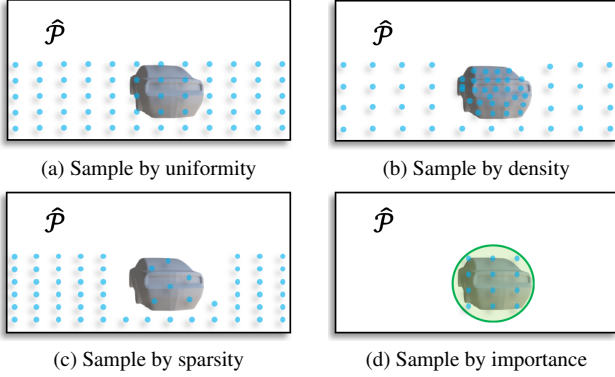 𝒫̂
𝒫̂
(a) Sample by uniformity
(b) Sample by density
𝒫̂
𝒫̂
(c) Sample by sparsity
(d) Sample by importance